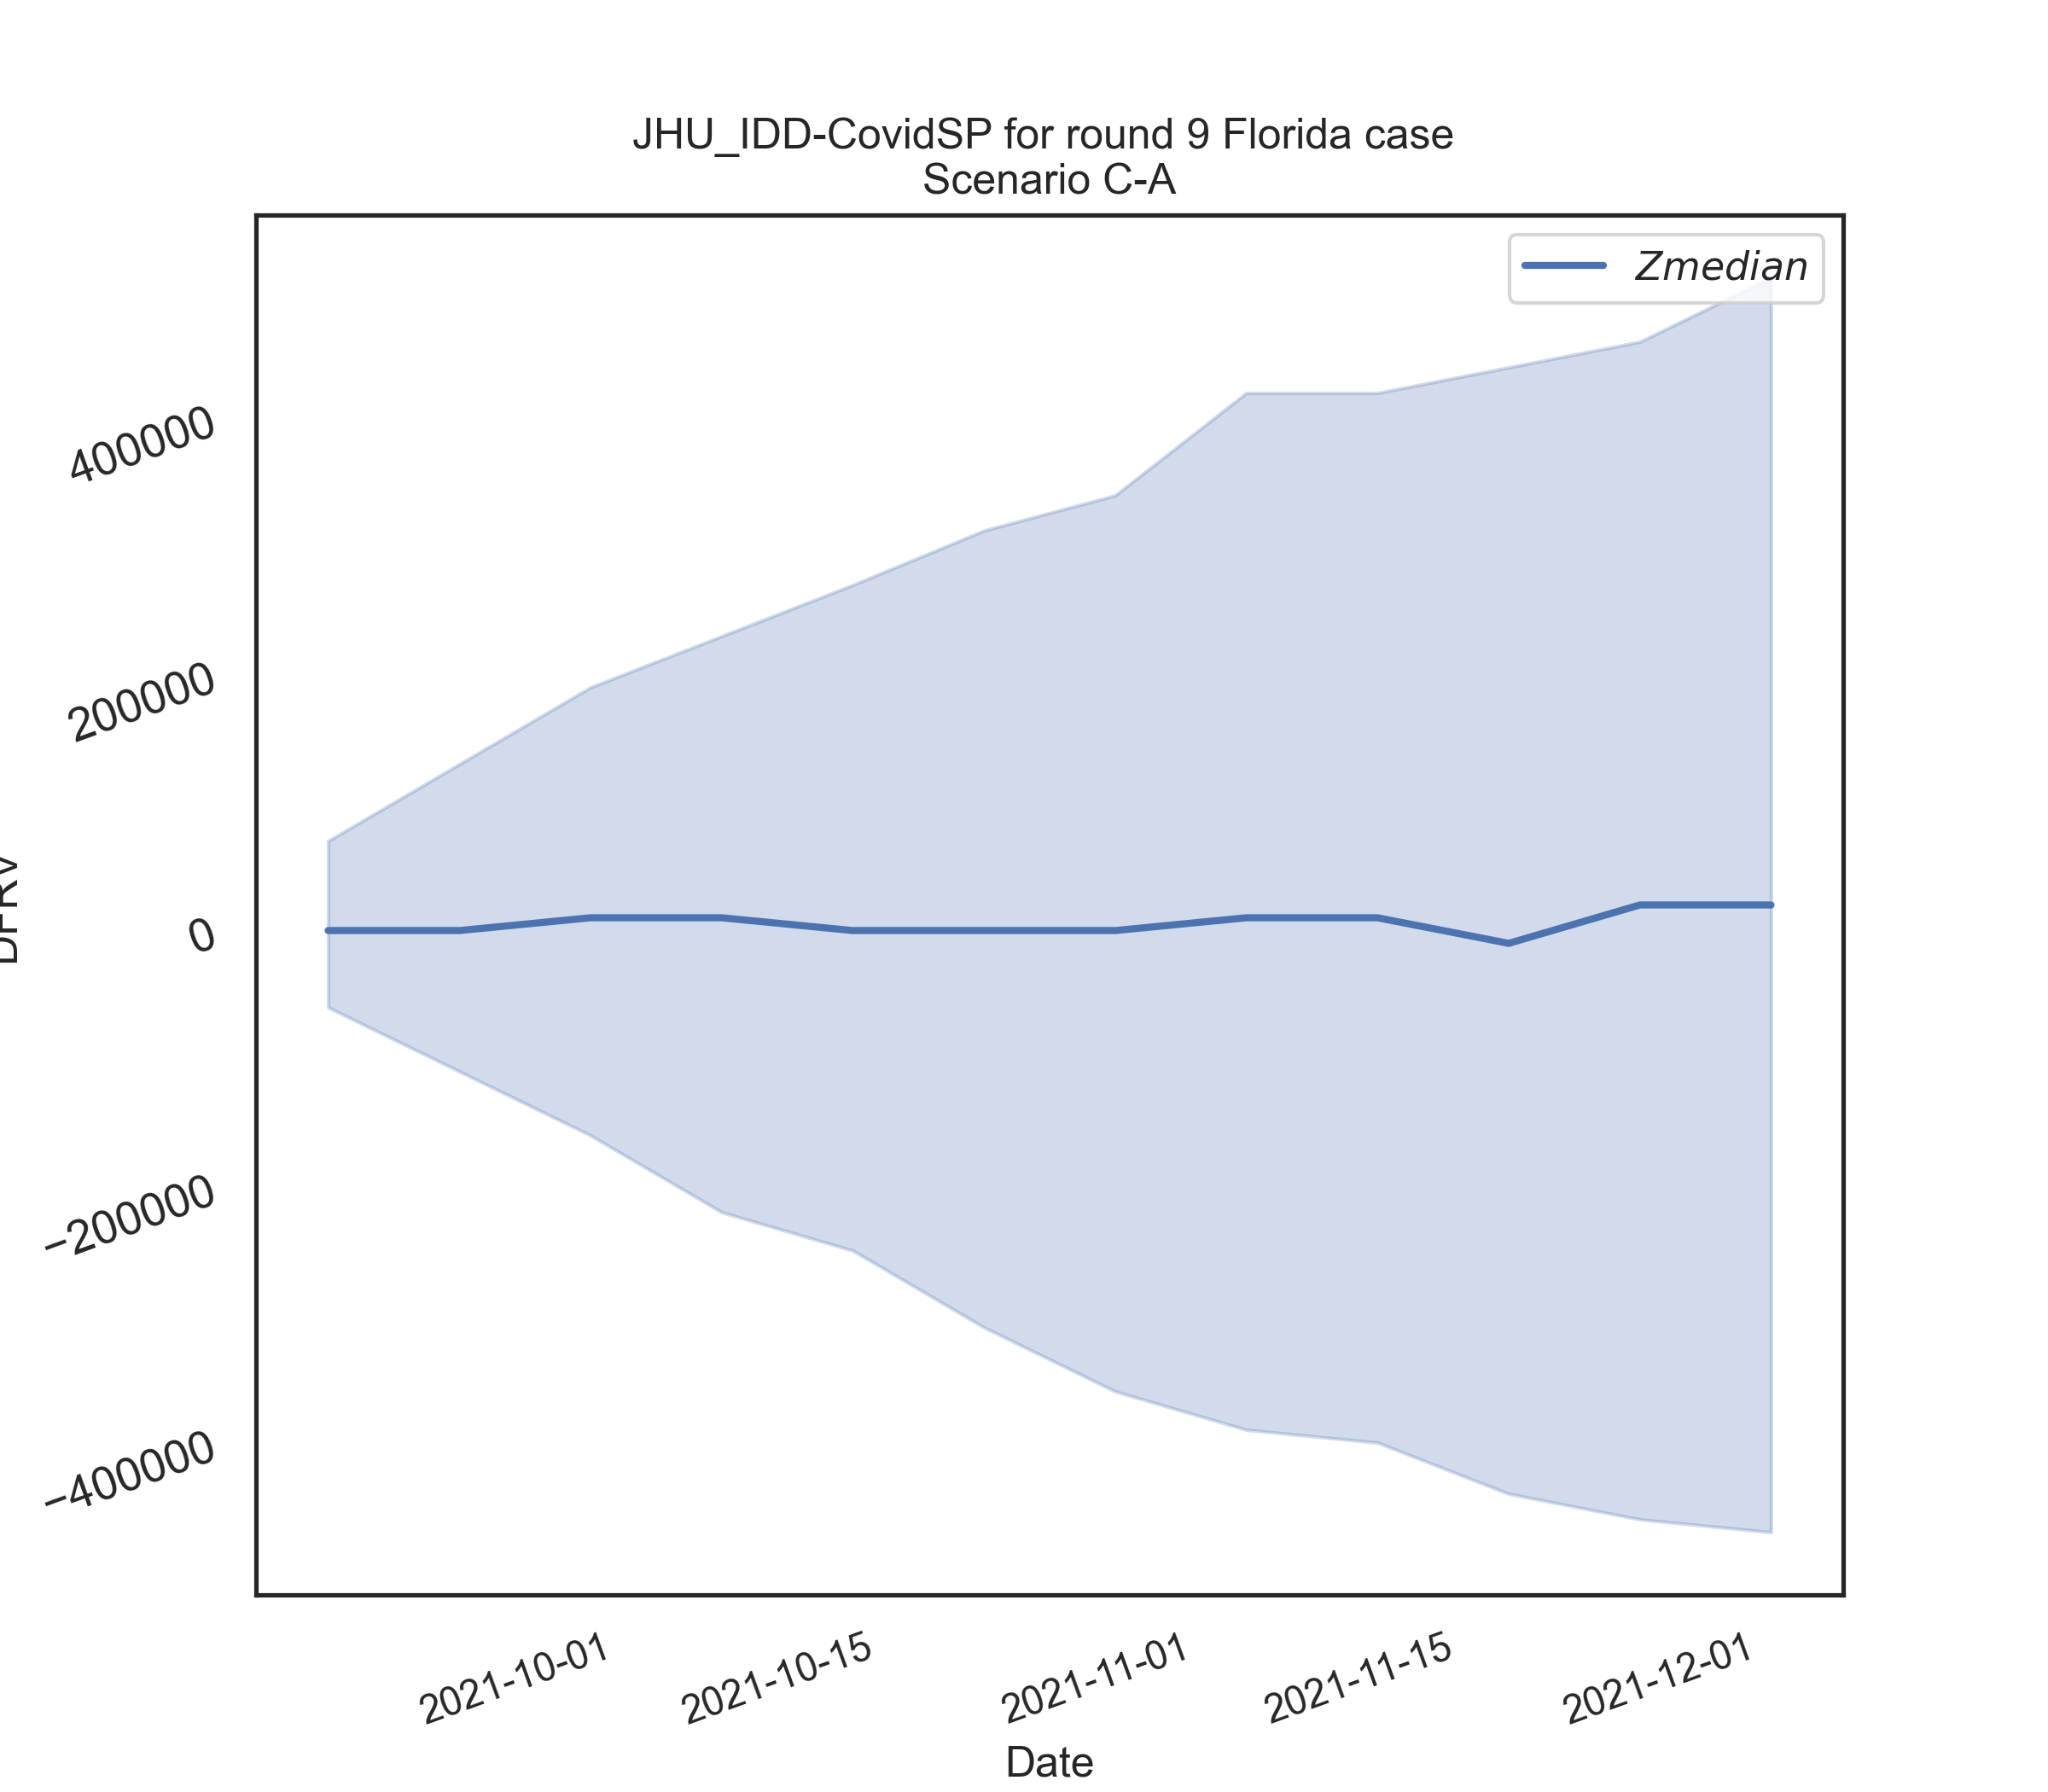 JHU_IDD-CovidSP for round 9 Florida case
Scenario C-A
Zmedian
400000
200000
0
−200000
−400000
2021-10-01
2021-10-15
2021-11-01
2021-11-15
2021-12-01
Date